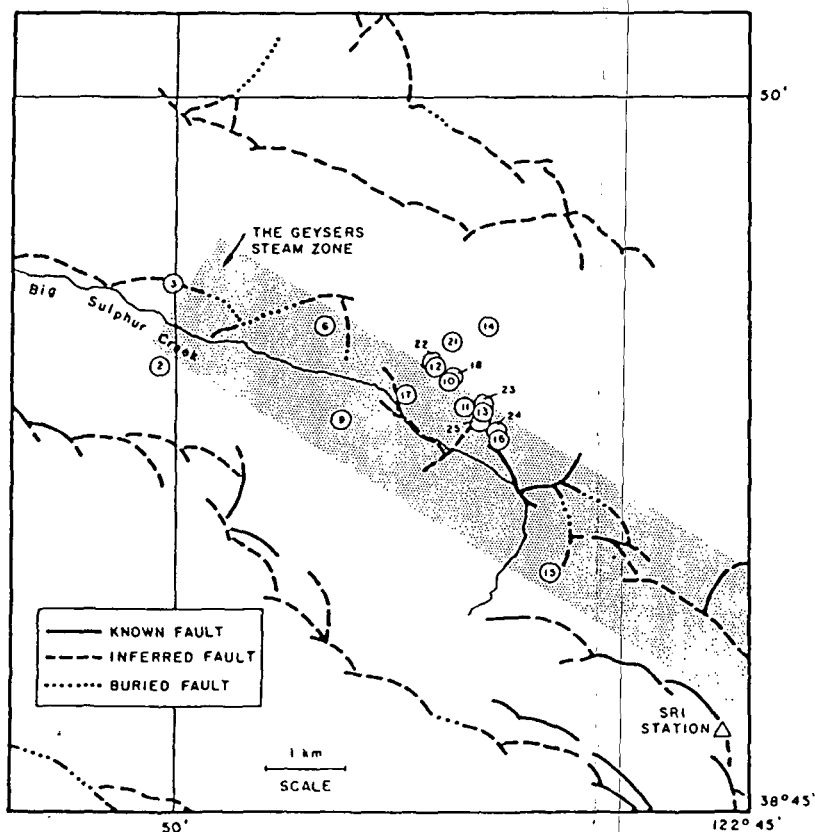 50'
THE GEYSERS
STEAM ZONE
3
Big Sulphur Creek
2
6
14
21
22
12
18
10
17
9
11
23
13
25
24
16
15
KNOWN FAULT
INFERRED FAULT
BURIED FAULT
1 km
SCALE
SRI
STATION
38°45'
50'
122°45'